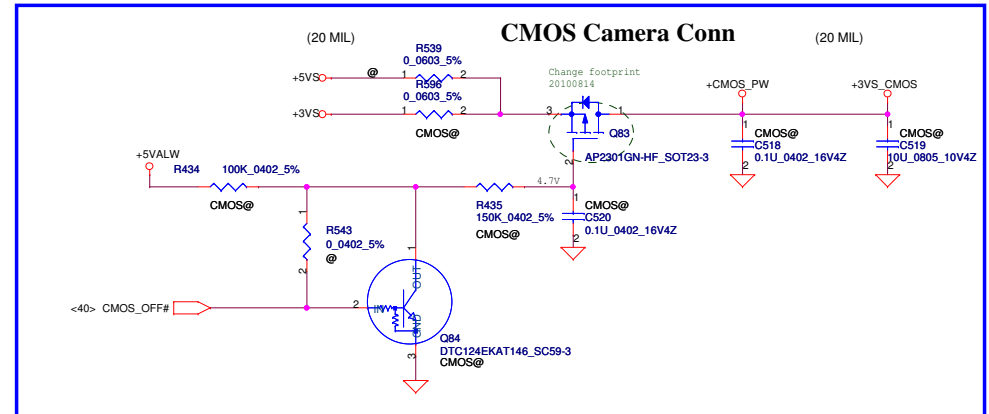 CMOS Camera Conn
(20 MIL)
(20 MIL)
R539
0_0603_5%
+5VS
@
1
2
R596
0_0603_5%
+3VS
1
2
CMOS@
Change footprint
20100814
3
1
Q83
2
AP2301GN-HF_SOT23-3
+CMOS_PW
1
CMOS@
C518
0.1U_0402_16V4Z
2
+3VS_CMOS
1
CMOS@
C519
10U_0805_10V4Z
2
+5VALW
R434
100K_0402_5%
CMOS@
4.7V
R435
150K_0402_5%
CMOS@
1
CMOS@
C520
0.1U_0402_16V4Z
2
1
R543
0_0402_5%
@
2
1
OUT
<40> CMOS_OFF#
2
IN
GND
3
Q84
DTC124EKAT146_SC59-3
CMOS@